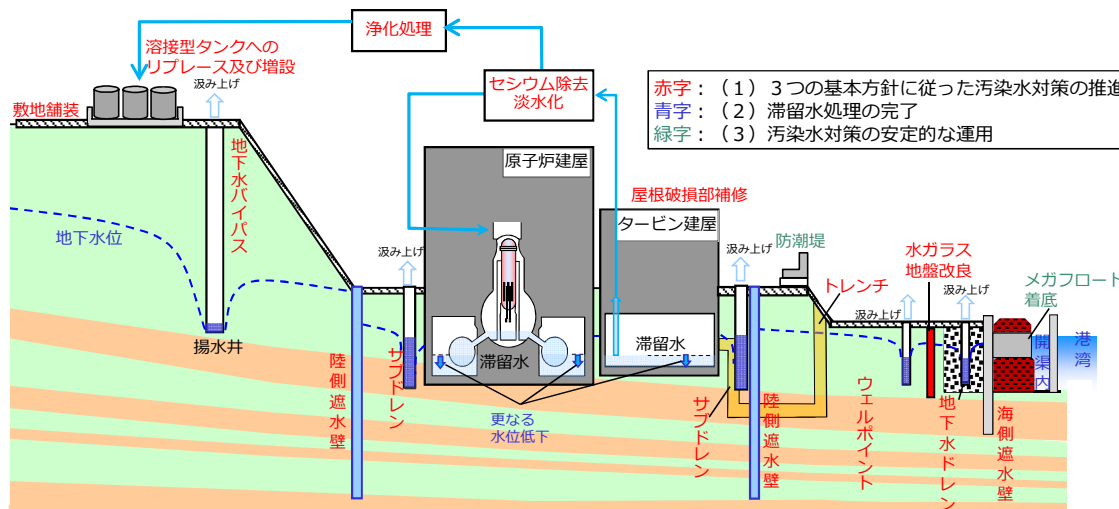 浄化処理
溶接型タンクへの
リプレース及び増設
汲み上げ
敷地舗装
セシウム除去
淡水化
赤字：（１）３つの基本方針に従った汚染水対策の推進
青字：（２）滞留水処理の完了
緑字：（３）汚染水対策の安定的な運用
地下水バイパス
原子炉建屋
屋根破損部補修
タービン建屋
地下水位
汲み上げ
汲み上げ
防潮堤
水ガラス
地盤改良
汲み上げ
汲み上げ
メガフロート
着底
トレンチ
揚水井
滞留水
滞留水
開渠内
港湾
陸側遮水壁
サブドレン
更なる
水位低下
サブドレン
陸側遮水壁
ウェルポイント
地下水ドレン
海側遮水壁